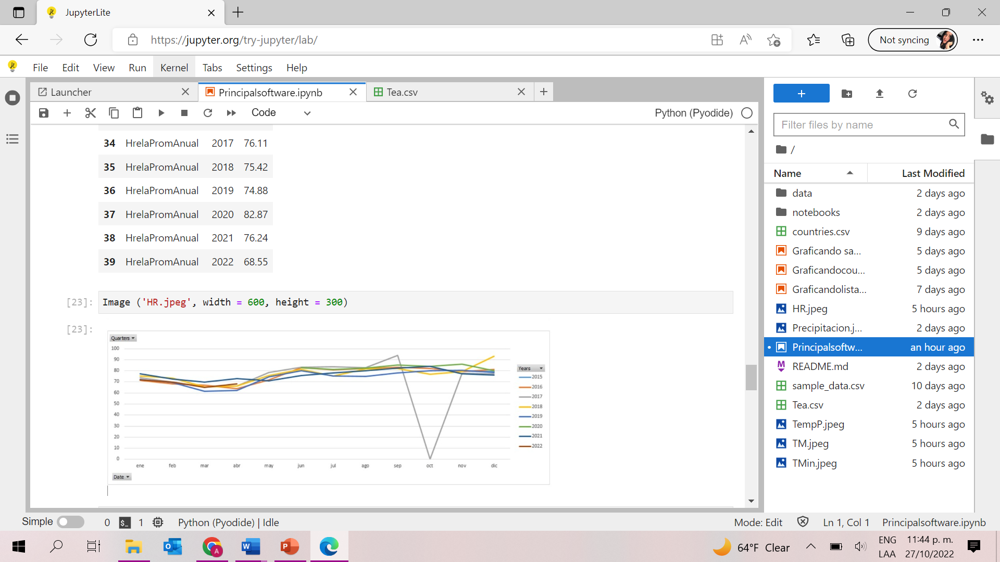 JupyterLite
https://jupyter.org/try-jupyter/lab/
Not syncing
File Edit View Run Kernel Tabs Settings Help
Launcher
Principalsoftware.ipynb
Tea.csv
Code
Python (Pyodide)
34 HrelaPromAnual 2017 76.11
35 HrelaPromAnual 2018 75.42
36 HrelaPromAnual 2019 74.88
37 HrelaPromAnual 2020 82.87
38 HrelaPromAnual 2021 76.24
39 HrelaPromAnual 2022 68.55
[23]: Image ('HR.jpeg', width = 600, height = 300)
[23]:
Quarters
100
90
80
70
60
50
40
30
20
10
0
ene feb mar abr may jun jul ago sep oct nov dic
Date
Years
2015
2016
2017
2018
2019
2020
2021
2022
Filter files by name
/
Name Last Modified
data 2 days ago
notebooks 2 days ago
countries.csv 9 days ago
Graficando sa... 5 days ago
Graficandocou... 5 days ago
Graficandolista... 7 days ago
HR.jpeg 5 hours ago
Precipitacion.j... 2 days ago
Principalsoftw... an hour ago
README.md 2 days ago
sample_data.csv 10 days ago
Tea.csv 2 days ago
TempP.jpeg 5 hours ago
TM.jpeg 5 hours ago
TMin.jpeg 5 hours ago
Simple 0 $_ 1 Python (Pyodide) | Idle Mode: Edit Ln 1, Col 1 Principalsoftware.ipynb
64°F Clear
ENG
LAA
11:44 p. m.
27/10/2022